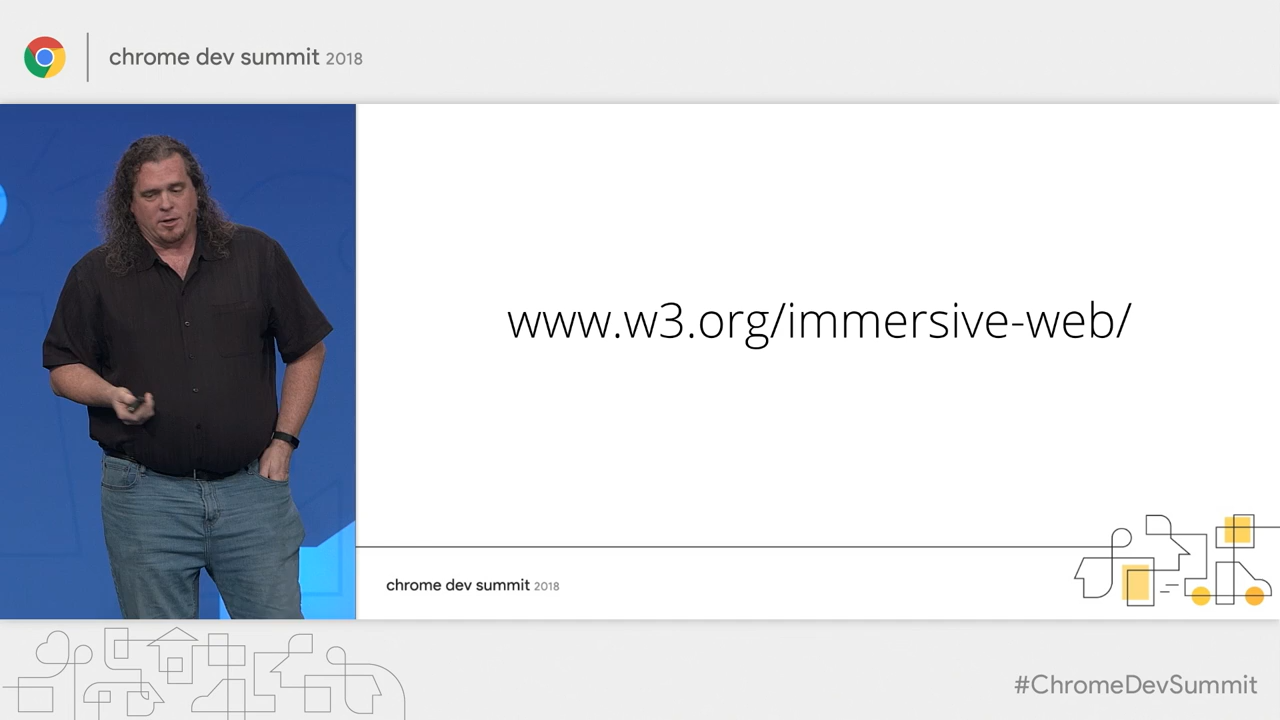 chrome dev summit 2018
www.w3.org/immersive-web/
chrome dev summit 2018
#ChromeDevSummit